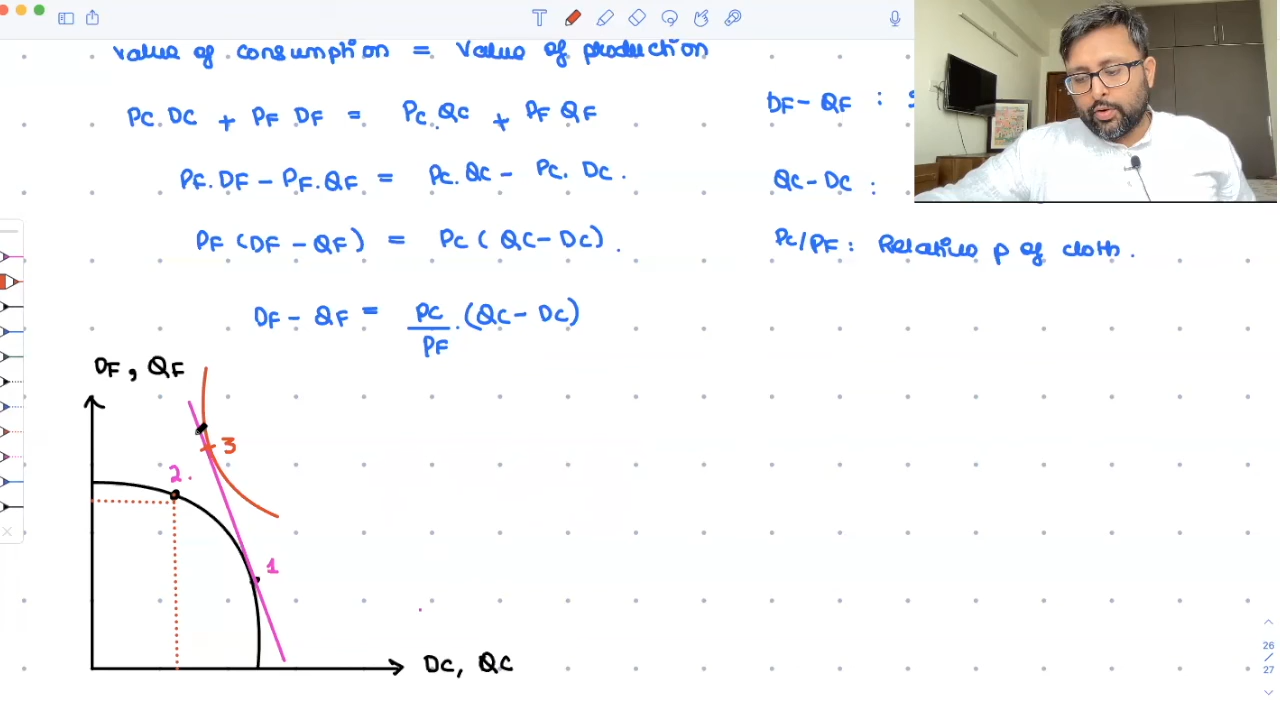 Value of consumption = Value of production
PC.DC + PF DF = PC.QC + PF QF
PF.DF - PF.QF = PC.QC - PC.DC.
PF (DF - QF) = PC (QC - DC).
DF - QF = PC/PF . (QC - DC)
DF - QF :
QC - DC :
PC/PF : Relative p of cloth.
DF, QF
3
2.
1
DC, QC
26
/
27